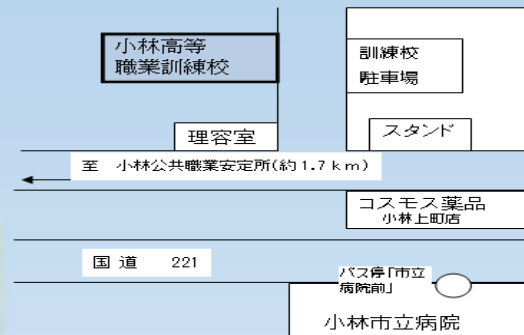 小林高等
職業訓練校
訓練校
駐車場
理容室
スタンド
至 小林公共職業安定所(約1.7km)
コスモス薬品
小林上町店
国道 221
バス停「市立
病院前」
小林市立病院